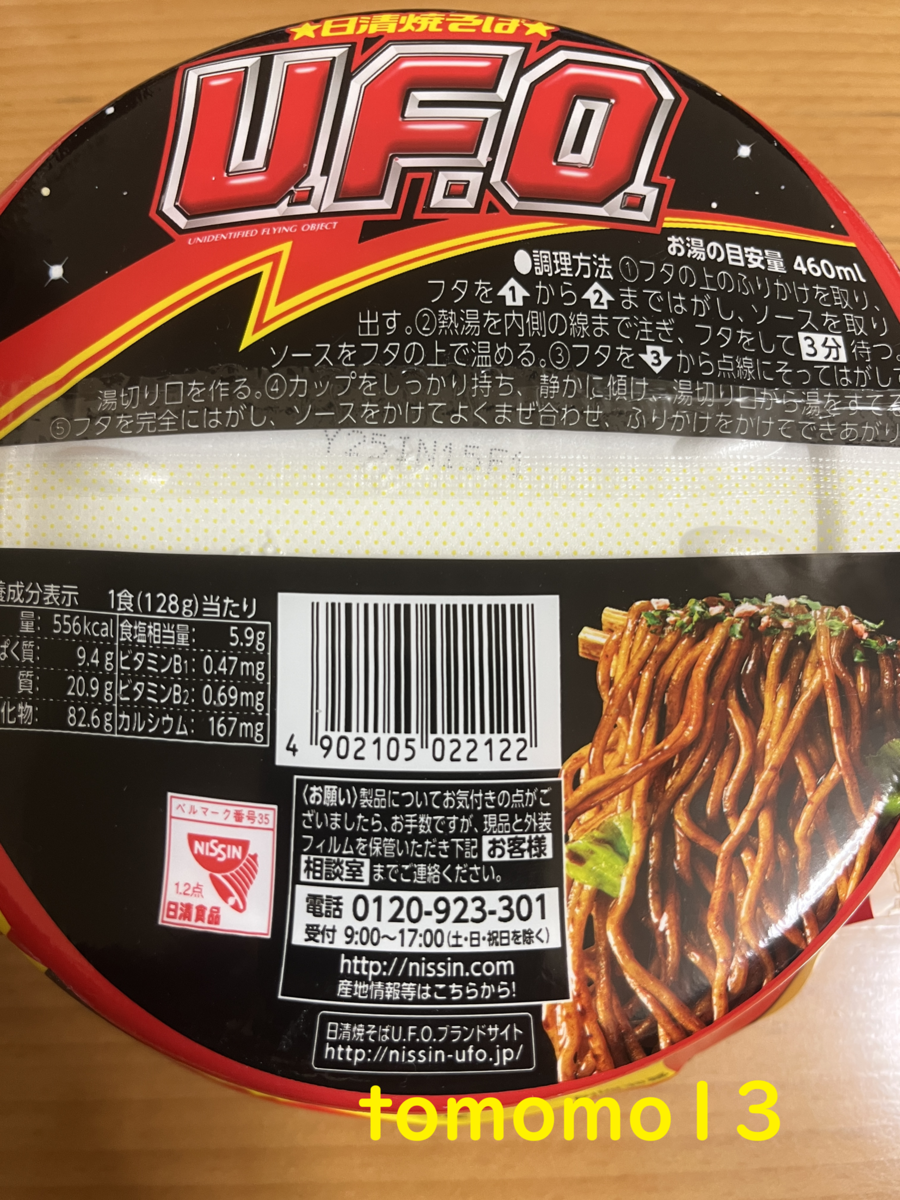 ★日清焼そば★
U.F.O.
UNIDENTIFIED FLYING OBJECT
お湯の目安量 460ml
●調理方法 ①フタの上のふりかけを取り、
フタを1から2まではがし、ソースを取り
出す。②熱湯を内側の線まで注ぎ、フタをして3分待つ。
ソースをフタの上で温める。③フタを3から点線にそってはがし
湯切り口を作る。④カップをしっかり持ち、静かに傾け、湯切り口から湯をすてる
⑤フタを完全にはがし、ソースをかけてよくまぜ合わせ、ふりかけをかけてできあがり
養成分表示 1食(128g)当たり
量: 556kcal 食塩相当量: 5.9g
ぱく質: 9.4g ビタミンB1: 0.47mg
質: 20.9g ビタミンB2: 0.69mg
化物: 82.6g カルシウム: 167mg
4 902105 022122
ベルマーク番号35
NISSIN
1.2点
日清食品
〈お願い〉製品についてお気付きの点がご
ざいましたら、お手数ですが、現品と外装
フィルムを保管いただき下記 お客様
相談室 までご連絡ください。
電話 0120-923-301
受付 9:00〜17:00(土・日・祝日を除く)
http://nissin.com
産地情報等はこちらから!
日清焼そばU.F.O.ブランドサイト
http://nissin-ufo.jp/
tomomo13